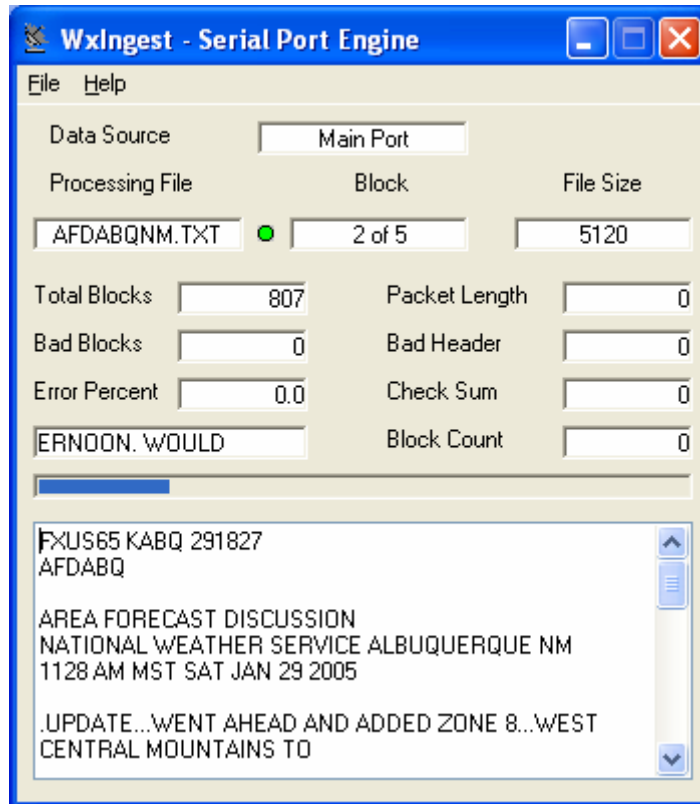 WxIngest - Serial Port Engine
File Help
Data Source Main Port
Processing File Block File Size
AFDABQNM.TXT 2 of 5 5120
Total Blocks 807 Packet Length 0
Bad Blocks 0 Bad Header 0
Error Percent 0.0 Check Sum 0
ERNOON. WOULD Block Count 0
FXUS65 KABQ 291827
AFDABQ
AREA FORECAST DISCUSSION
NATIONAL WEATHER SERVICE ALBUQUERQUE NM
1128 AM MST SAT JAN 29 2005
.UPDATE...WENT AHEAD AND ADDED ZONE 8...WEST
CENTRAL MOUNTAINS TO